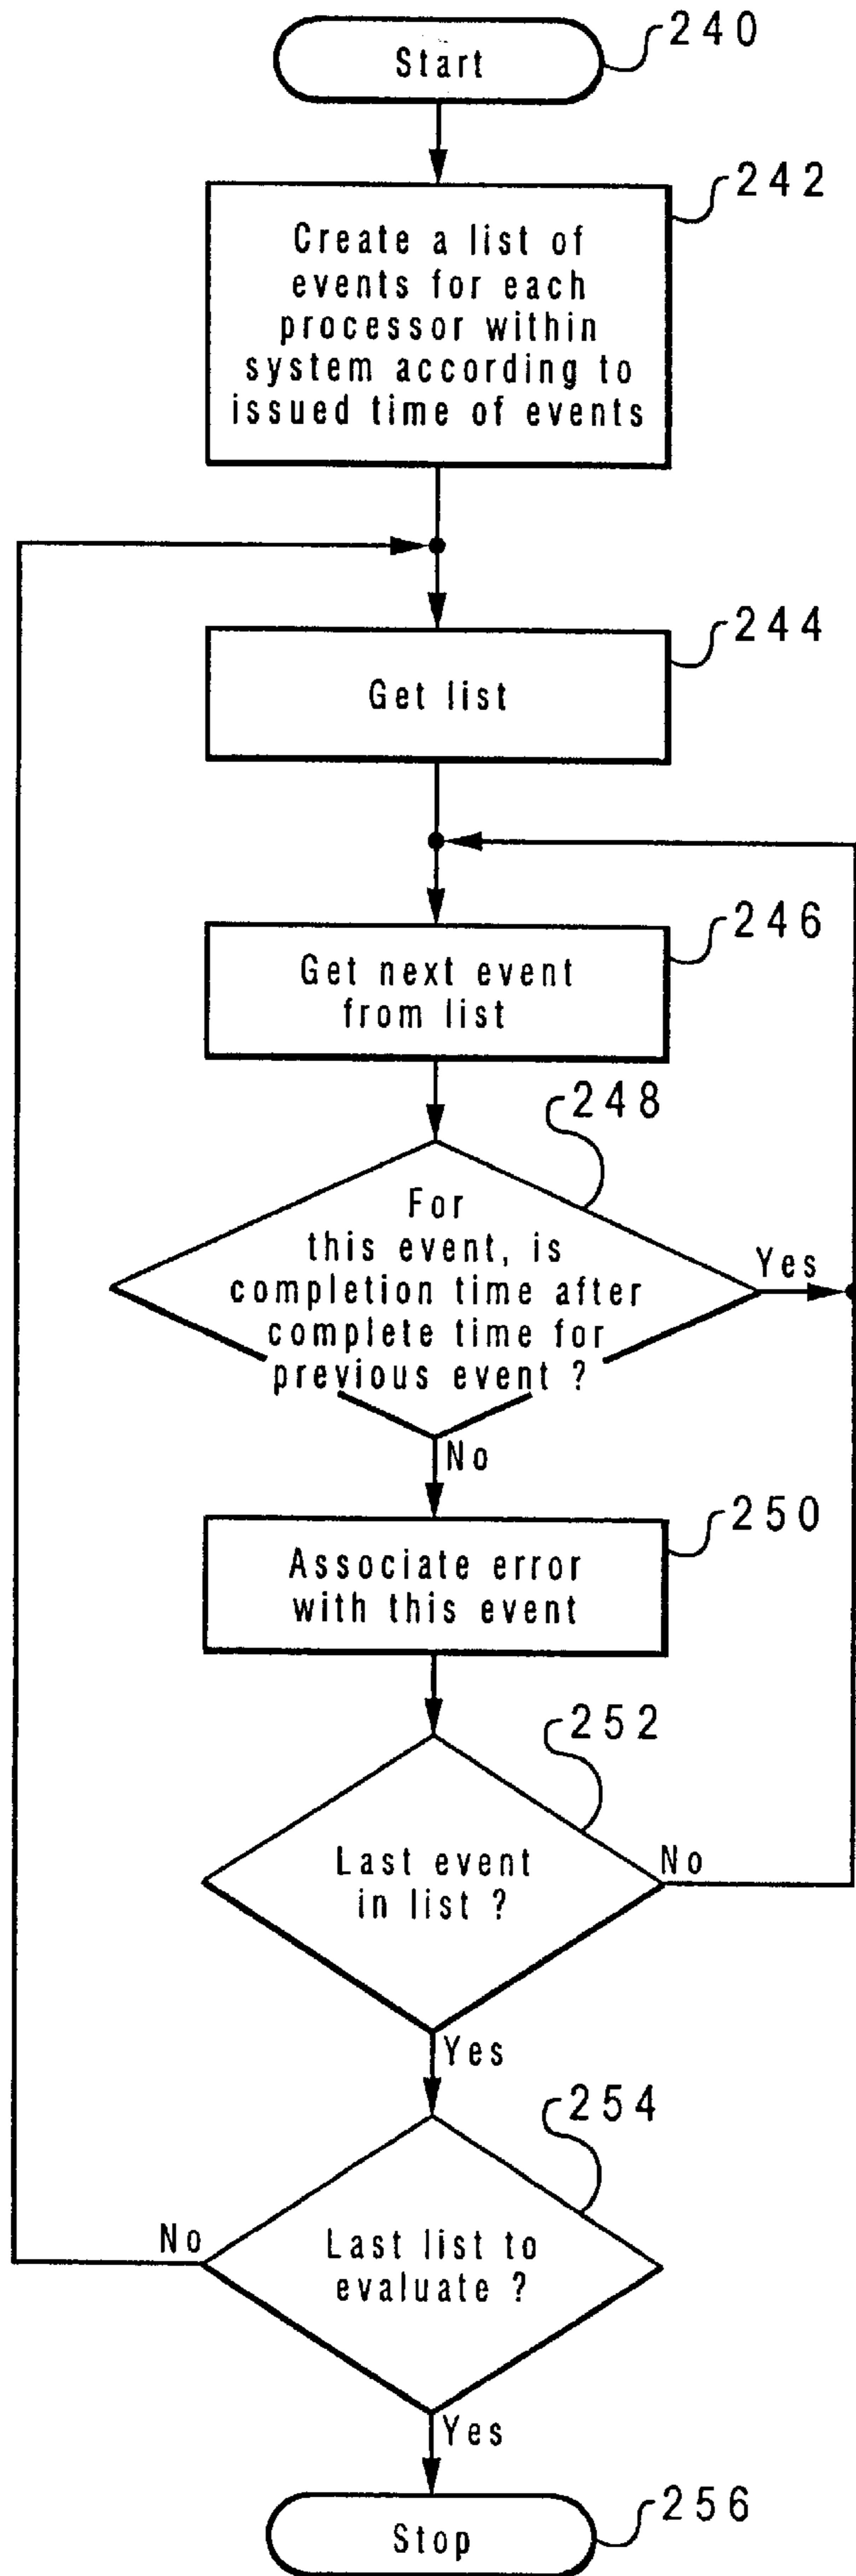 Start
240
242
Create a list of
events for each
processor within
system according to
issued time of events
244
Get list
246
Get next event
from list
248
For
this event, is
completion time after
complete time for
previous event ?
Yes
No
250
Associate error
with this event
252
Last event
in list ?
No
Yes
254
Last list to
evaluate ?
No
Yes
256
Stop